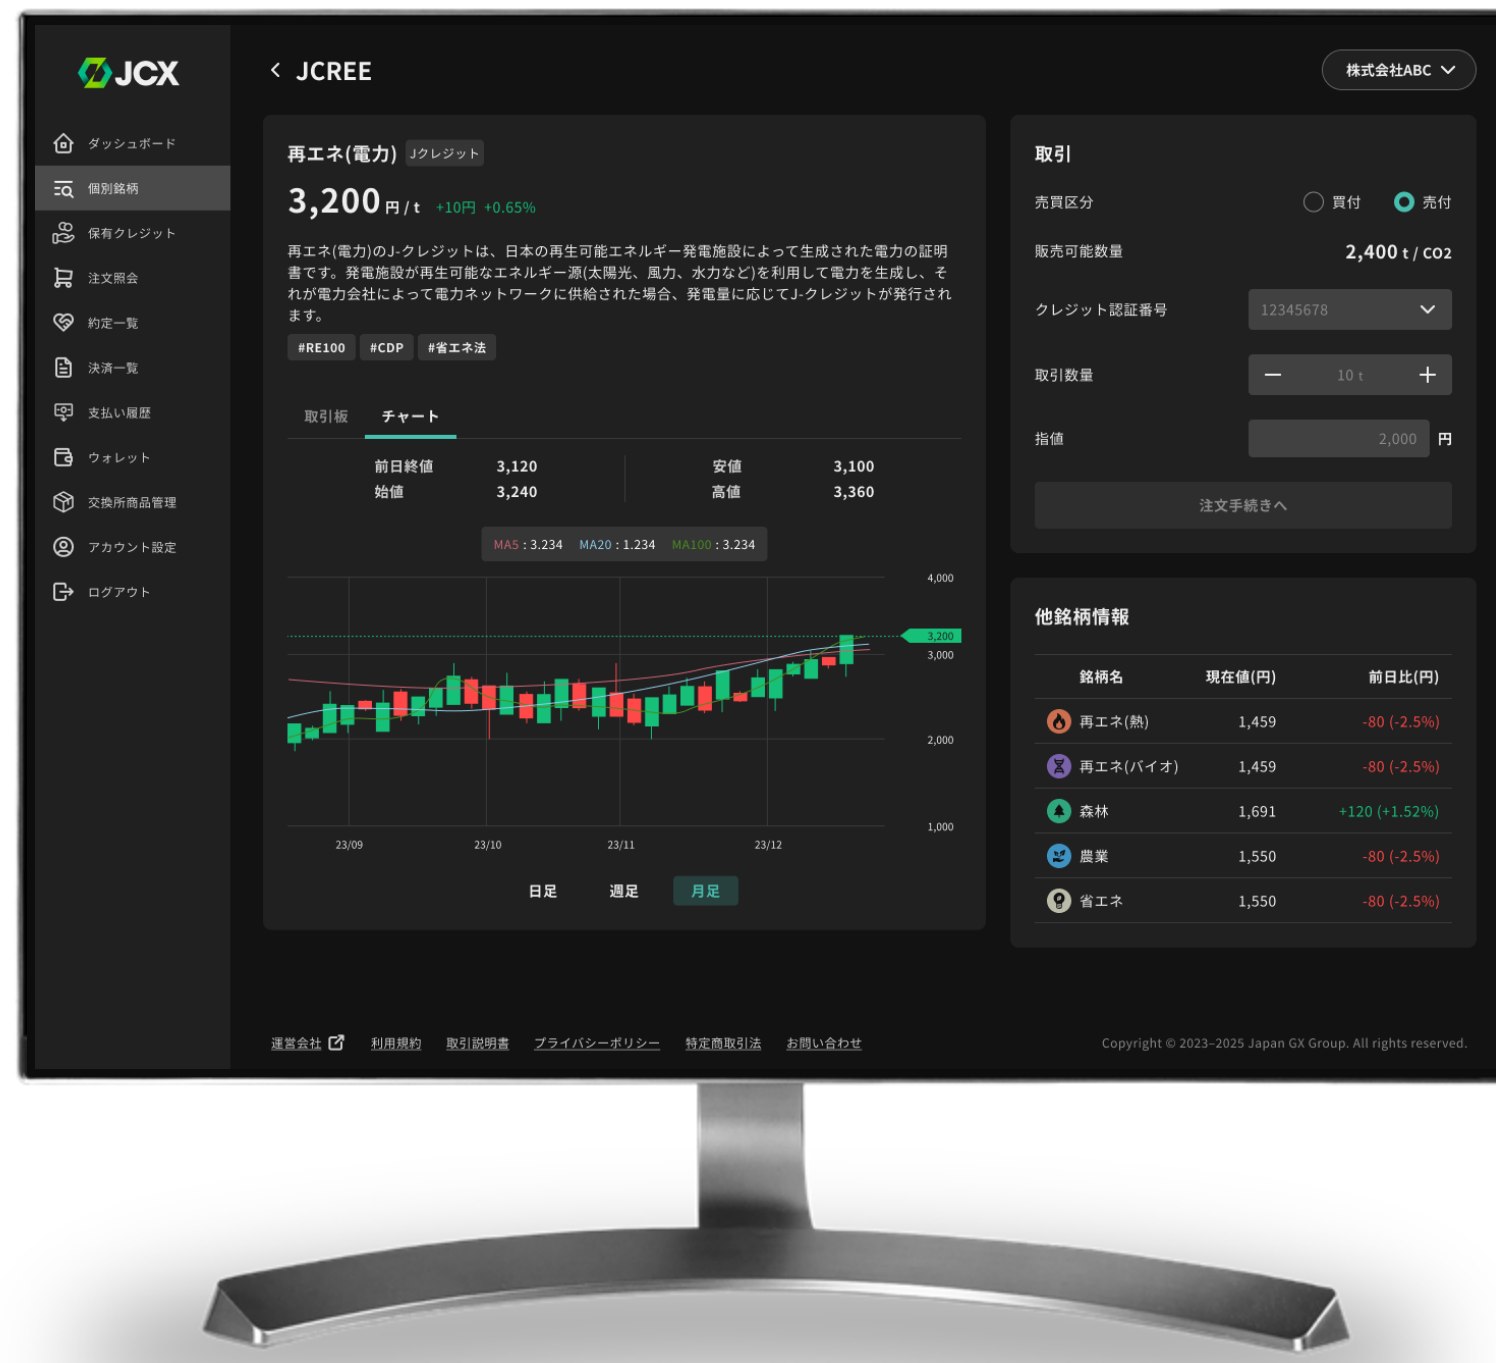 JCX
ダッシュボード
個別銘柄
保有クレジット
注文照会
約定一覧
決済一覧
支払い履歴
ウォレット
交換所商品管理
アカウント設定
ログアウト
JCREE
株式会社ABC
再エネ(電力) Jクレジット
3,200 円 / t +10円 +0.65%
再エネ(電力)のJ-クレジットは、日本の再生可能エネルギー発電施設によって生成された電力の証明
書です。発電施設が再生可能なエネルギー源(太陽光、風力、水力など)を利用して電力を生成し、そ
れが電力会社によって電力ネットワークに供給された場合、発電量に応じてJ-クレジットが発行され
ます。
#RE100 #CDP #省エネ法
取引板 チャート
前日終値 3,120 安値 3,100
始値 3,240 高値 3,360
MA5 : 3.234 MA20 : 1.234 MA100 : 3.234
4,000
3,200
3,000
2,000
1,000
23/09 23/10 23/11 23/12
日足 週足 月足
取引
売買区分 買付 売付
販売可能数量 2,400 t / CO2
クレジット認証番号 12345678
取引数量 − 10 t +
指値 2,000 円
注文手続きへ
他銘柄情報
銘柄名 現在値(円) 前日比(円)
再エネ(熱) 1,459 -80 (-2.5%)
再エネ(バイオ) 1,459 -80 (-2.5%)
森林 1,691 +120 (+1.52%)
農業 1,550 -80 (-2.5%)
省エネ 1,550 -80 (-2.5%)
運営会社 利用規約 取引説明書 プライバシーポリシー 特定商取引法 お問い合わせ
Copyright © 2023–2025 Japan GX Group. All rights reserved.